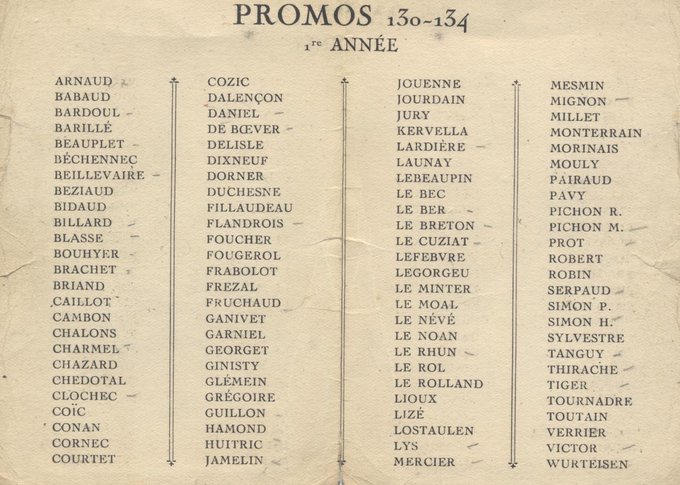 PROMOS 130-134
1re ANNÉE
ARNAUD
BABAUD
BARDOUL
BARILLÉ
BEAUPLET
BÉCHENNEC
BEILLEVAIRE
BEZIAUD
BIDAUD
BILLARD
BLASSE
BOUHYER
BRACHET
BRIAND
CAILLOT
CAMBON
CHALONS
CHARMEL
CHAZARD
CHEDOTAL
CLOCHEC
COÏC
CONAN
CORNEC
COURTET
COZIC
DALENÇON
DANIEL
DE BŒVER
DELISLE
DIXNEUF
DORNER
DUCHESNE
FILLAUDEAU
FLANDROIS
FOUCHER
FOUGEROL
FRABOLOT
FREZAL
FRUCHAUD
GANIVET
GARNIEL
GEORGET
GINISTY
GLÉMEIN
GRÉGOIRE
GUILLON
HAMOND
HUITRIC
JAMELIN
JOUENNE
JOURDAIN
JURY
KERVELLA
LARDIÈRE
LAUNAY
LEBEAUPIN
LE BEC
LE BER
LE BRETON
LE CUZIAT
LEFEBVRE
LEGORGEU
LE MINTER
LE MOAL
LE NÉVÉ
LE NOAN
LE RHUN
LE ROL
LE ROLLAND
LIOUX
LIZÉ
LOSTAULEN
LYS
MERCIER
MESMIN
MIGNON
MILLET
MONTERRAIN
MORINAIS
MOULY
PAIRAUD
PAVY
PICHON R.
PICHON M.
PROT
ROBERT
ROBIN
SERPAUD
SIMON P.
SIMON H.
SYLVESTRE
TANGUY
THIRACHE
TIGER
TOURNADRE
TOUTAIN
VERRIER
VICTOR
WURTEISEN